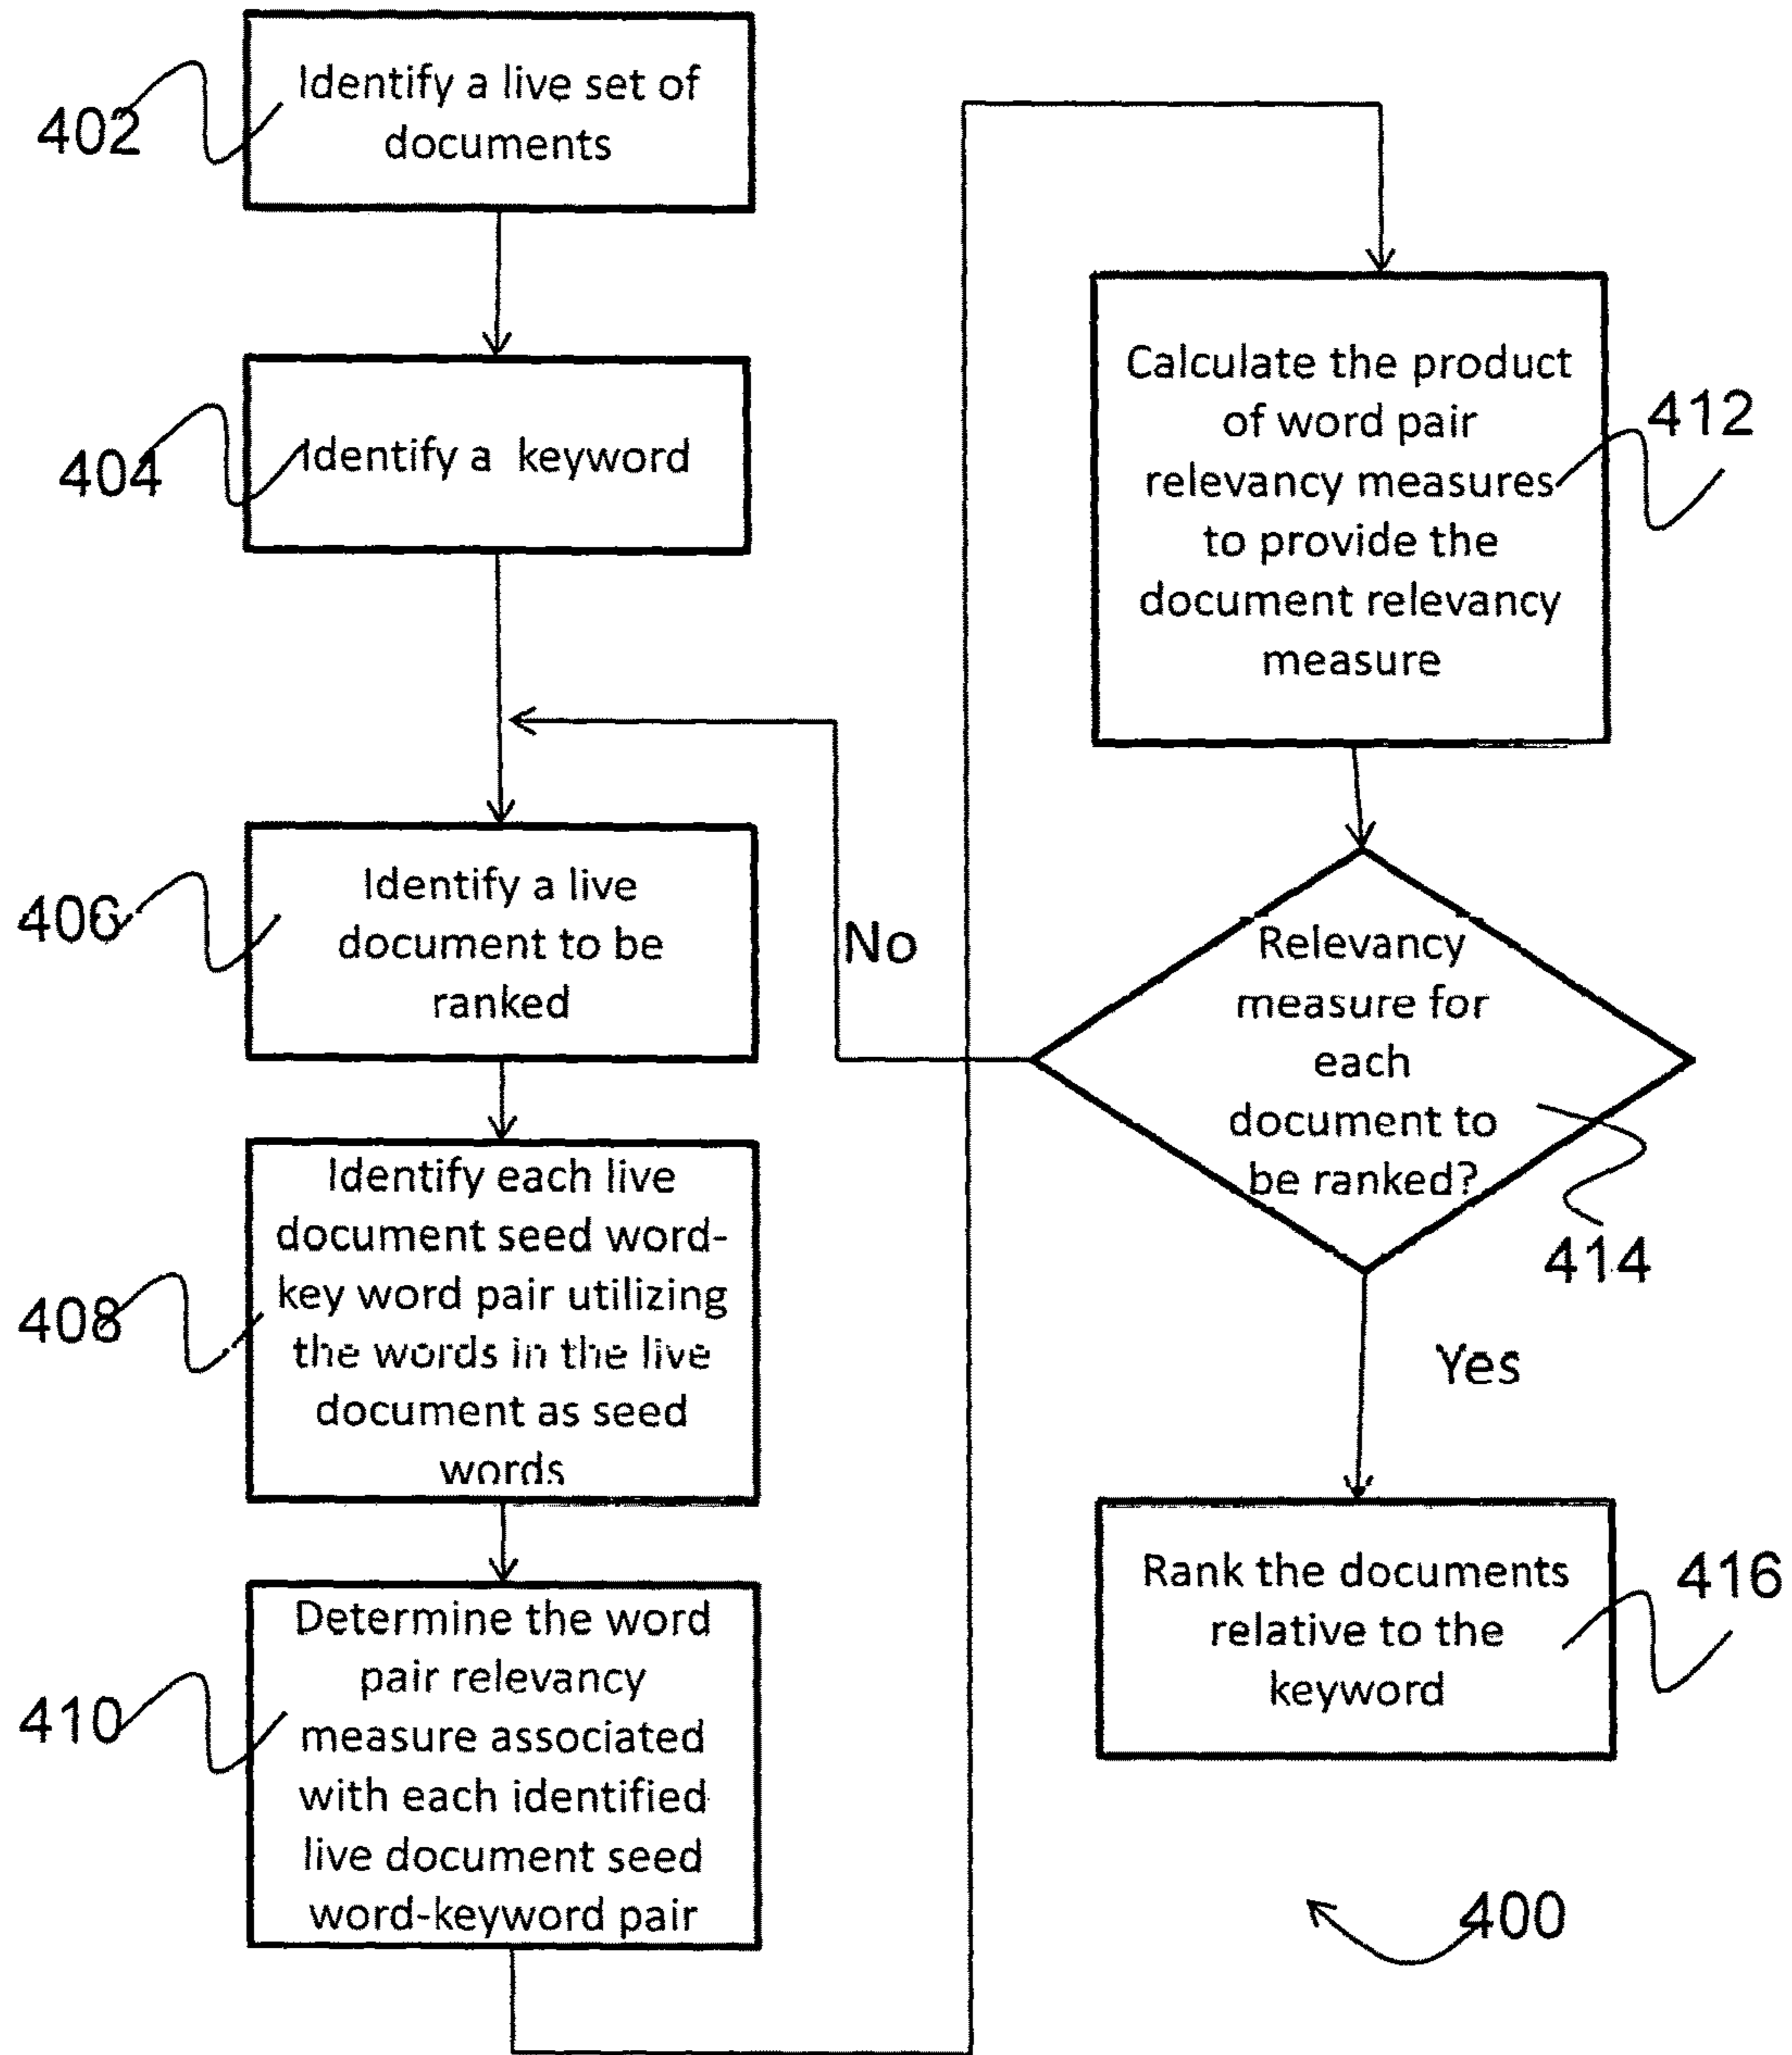 402
Identify a live set of
documents
404
Identify a keyword
406
Identify a live
document to be
ranked
408
Identify each live
document seed word-
key word pair utilizing
the words in the live
document as seed
words
410
Determine the word
pair relevancy
measure associated
with each identified
live document seed
word-keyword pair
Calculate the product
of word pair
relevancy measures
to provide the
document relevancy
measure
412
No
Relevancy
measure for
each
document to
be ranked?
414
Yes
Rank the documents
relative to the
keyword
416
400